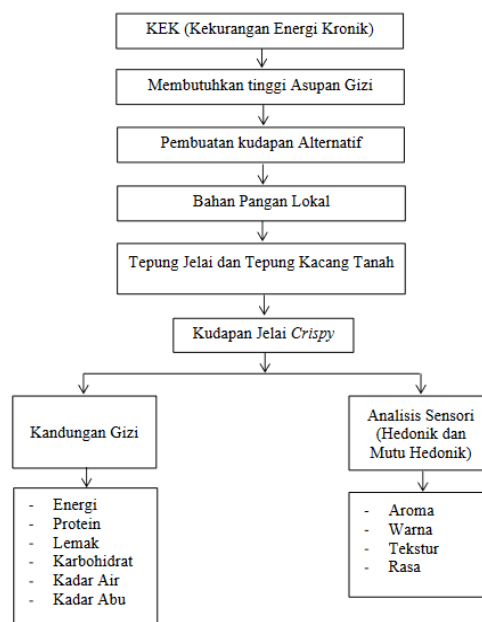 KEK (Kekurangan Energi Kronik)
Membutuhkan tinggi Asupan Gizi
Pembuatan kudapan Alternatif
Bahan Pangan Lokal
Tepung Jelai dan Tepung Kacang Tanah
Kudapan Jelai Crispy
Kandungan Gizi
- Energi
- Protein
- Lemak
- Karbohidrat
- Kadar Air
- Kadar Abu
Analisis Sensori
(Hedonik dan
Mutu Hedonik)
- Aroma
- Warna
- Tekstur
- Rasa